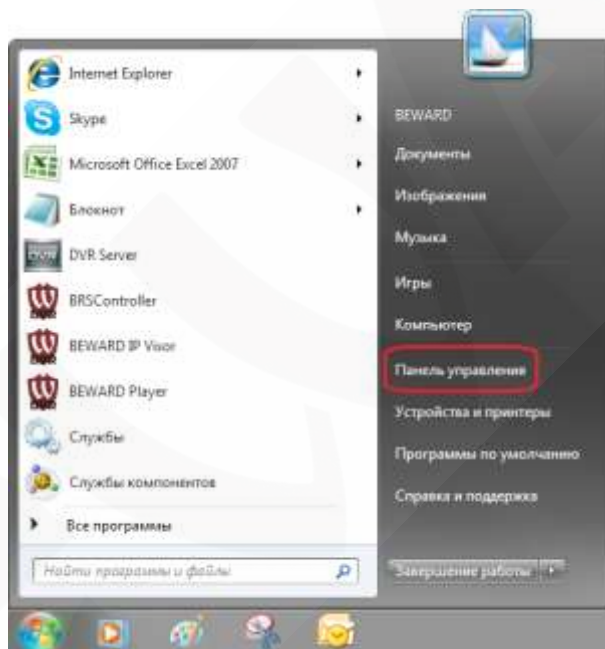 Internet Explorer
Skype
Microsoft Office Excel 2007
Блокнот
DVR Server
BRSController
BEWARD IP Visor
BEWARD Player
Службы
Службы компонентов
Все программы
Найти программы и файлы
BEWARD
Документы
Изображения
Музыка
Игры
Компьютер
Панель управления
Устройства и принтеры
Программы по умолчанию
Справка и поддержка
Завершение работы